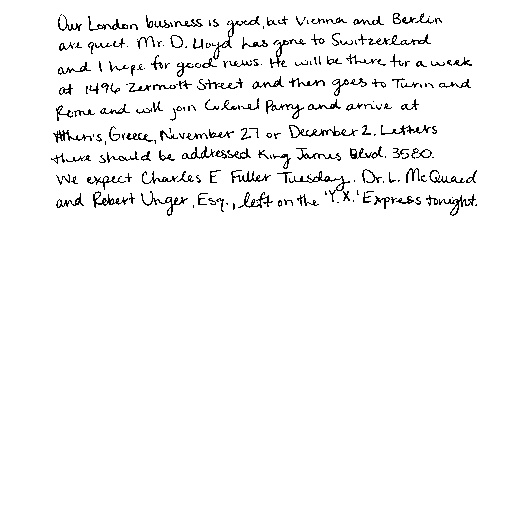 Our London business is good, but Vienna and Berlin
are quiet. Mr. D. Lloyd has gone to Switzerland
and I hope for good news. He will be there for a week
at 1496 Zermott Street and then goes to Turin and
Rome and will join Colonel Parry and arrive at
Athens, Greece, November 27 or December 2. Letters
there should be addressed King James Blvd. 3580.
We expect Charles E Fuller Tuesday. Dr. L. McQuaid
and Robert Unger, Esq., left on the 'Y.X.' Express tonight.